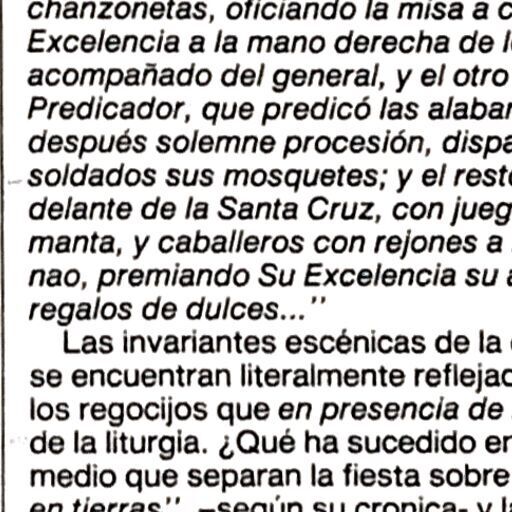 chanzonetas, oficiando la misa a c
Excelencia a la mano derecha de l
acompañado del general, y el otro
Predicador, que predicó las alabar
después solemne procesión, dispa
soldados sus mosquetes; y el rest
delante de la Santa Cruz, con jueg
manta, y caballeros con rejones a
nao, premiando Su Excelencia su a
regalos de dulces..."
Las invariantes escénicas de la
se encuentran literalmente reflejad
los regocijos que en presencia de
de la liturgia. ¿Qué ha sucedido en
medio que separan la fiesta sobre
en tierras", –según su cronica- y l